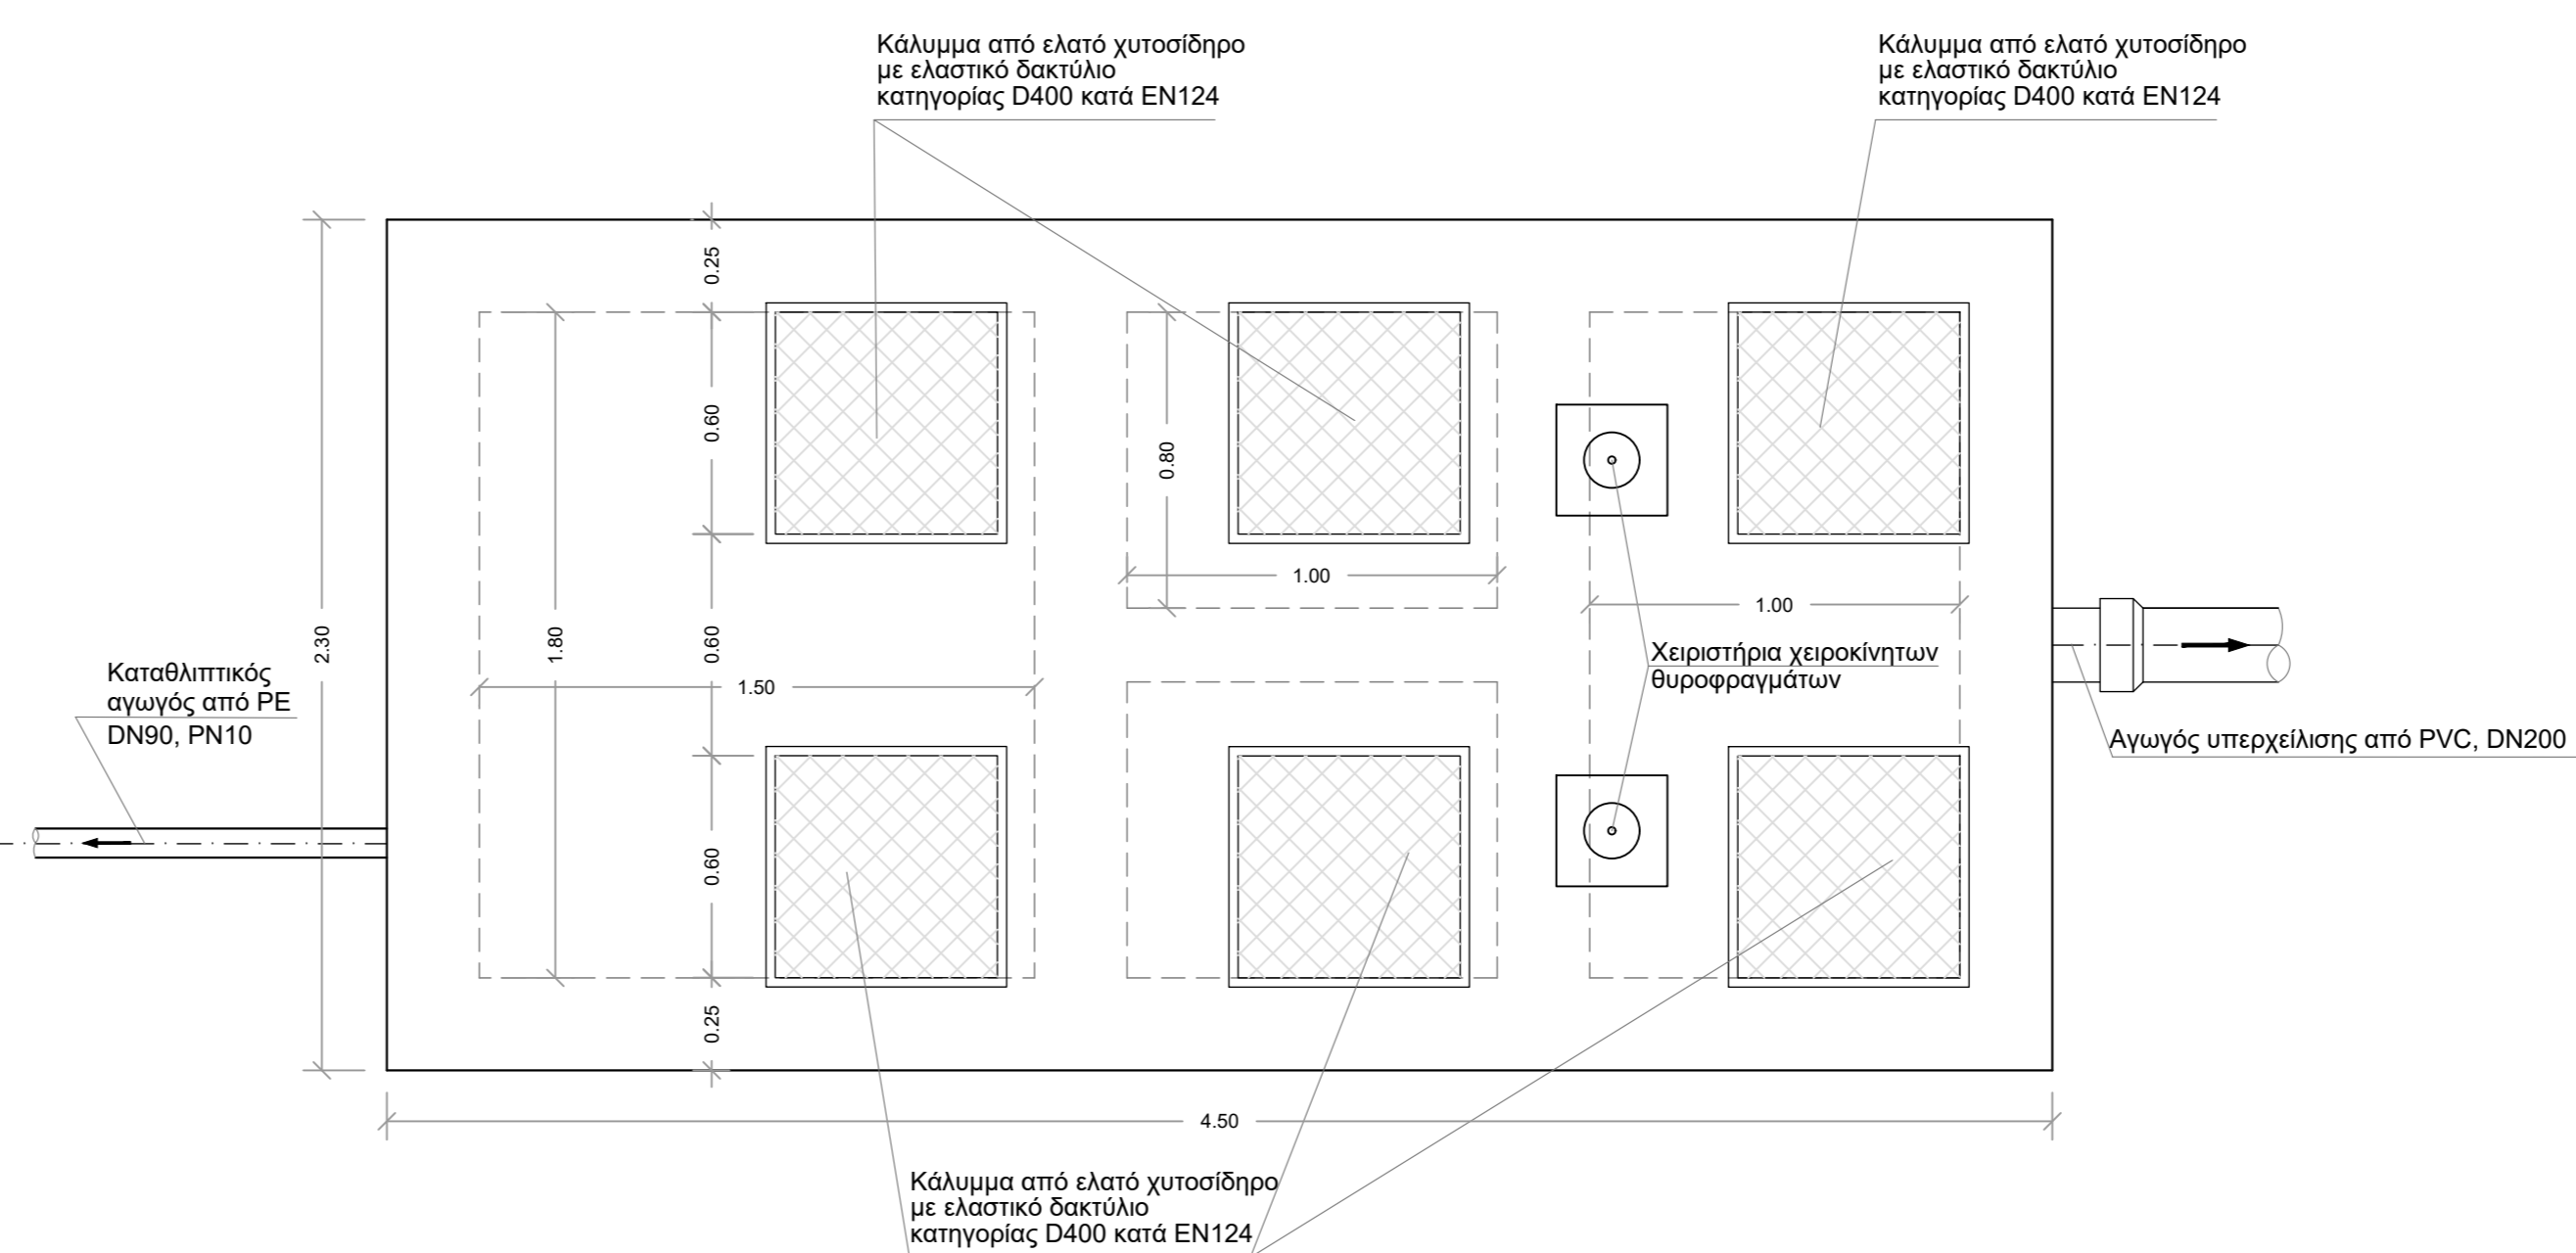 Κάλυμμα από ελατό χυτοσίδηρο
με ελαστικό δακτύλιο
κατηγορίας D400 κατά EN124
Κάλυμμα από ελατό χυτοσίδηρο
με ελαστικό δακτύλιο
κατηγορίας D400 κατά EN124
0.25
0.60
0.80
1.00
1.00
2.30
1.80
0.60
1.50
Χειριστήρια χειροκίνητων
θυροφραγμάτων
Καταθλιπτικός
αγωγός από PE
DN90, PN10
Αγωγός υπερχείλισης από PVC, DN200
0.60
0.25
4.50
Κάλυμμα από ελατό χυτοσίδηρο
με ελαστικό δακτύλιο
κατηγορίας D400 κατά EN124